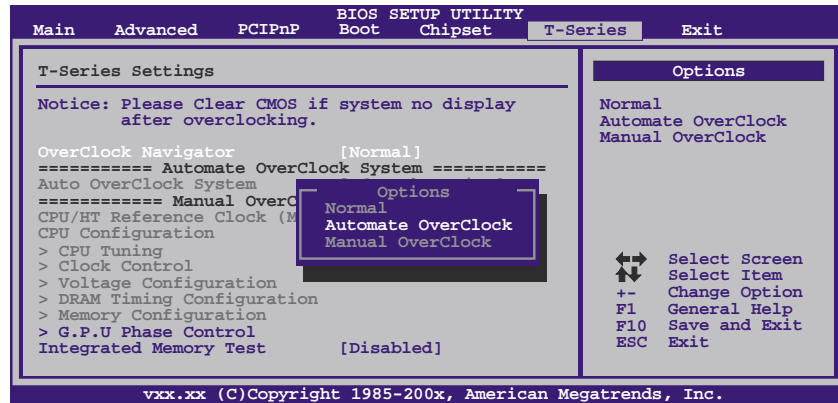 BIOS SETUP UTILITY
Main Advanced PCIPnP Boot Chipset T-Series Exit
T-Series Settings
Notice: Please Clear CMOS if system no display
after overclocking.
OverClock Navigator [Normal]
=========== Automate OverClock System ===========
Auto OverClock System
============ Manual OverC
CPU/HT Reference Clock (M
CPU Configuration
> CPU Tuning
> Clock Control
> Voltage Configuration
> DRAM Timing Configuration
> Memory Configuration
> G.P.U Phase Control
Integrated Memory Test [Disabled]
Options
Normal
Automate OverClock
Manual OverClock
Options
Normal
Automate OverClock
Manual OverClock
Select Screen
Select Item
+- Change Option
F1 General Help
F10 Save and Exit
ESC Exit
vxx.xx (C)Copyright 1985-200x, American Megatrends, Inc.